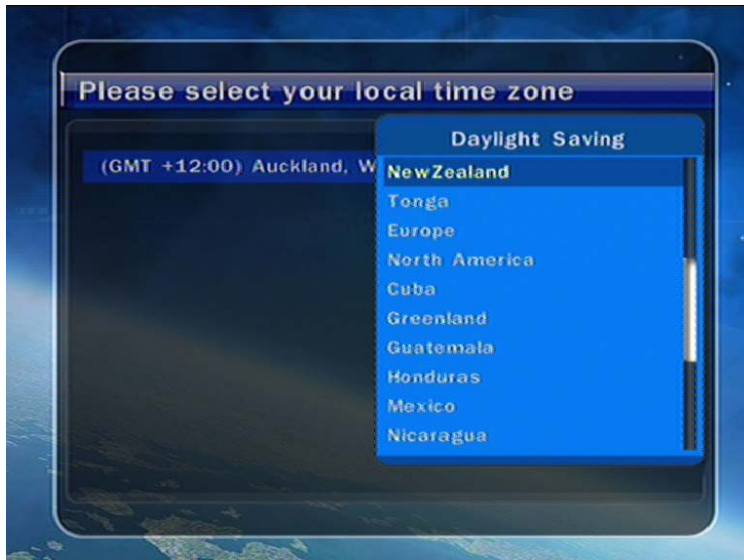 Please select your local time zone
Daylight Saving
(GMT +12:00) Auckland, W
NewZealand
Tonga
Europe
North America
Cuba
Greenland
Guatemala
Honduras
Mexico
Nicaragua